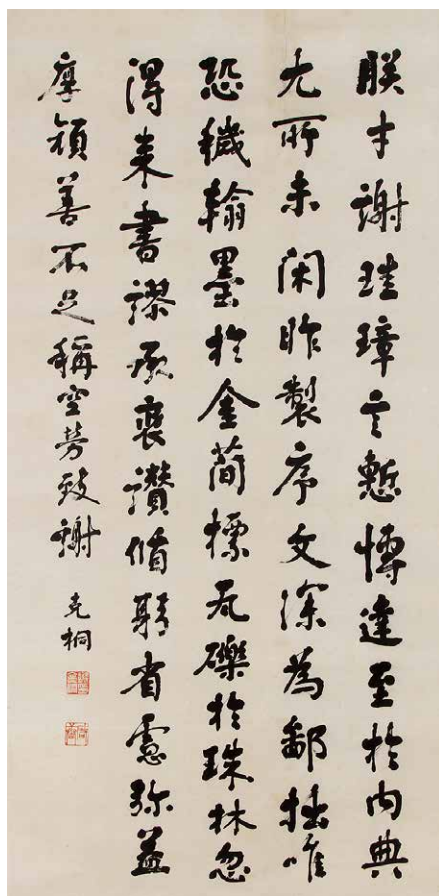 朕才謝珪璋言慙博達至於内典
尤所未閑昨製序文深為鄙拙唯
恐穢翰墨於金簡標瓦礫於珠林忽
得来書謬承褒讚循躬省慮弥益
厚顔善不足稱空勞致謝 克桐